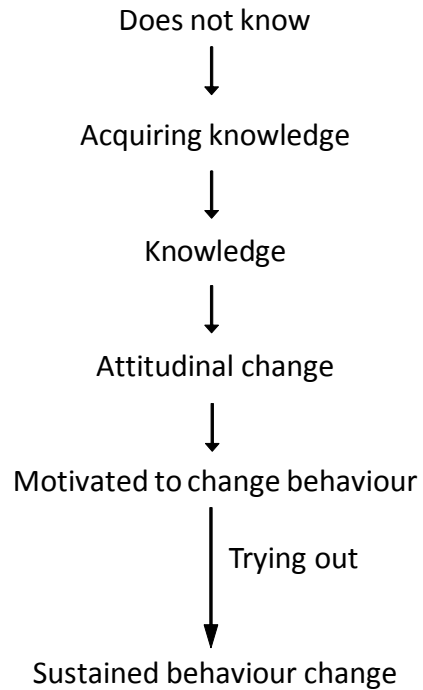 Does not know
Acquiring knowledge
Knowledge
Attitudinal change
Motivated to change behaviour
Trying out
Sustained behaviour change